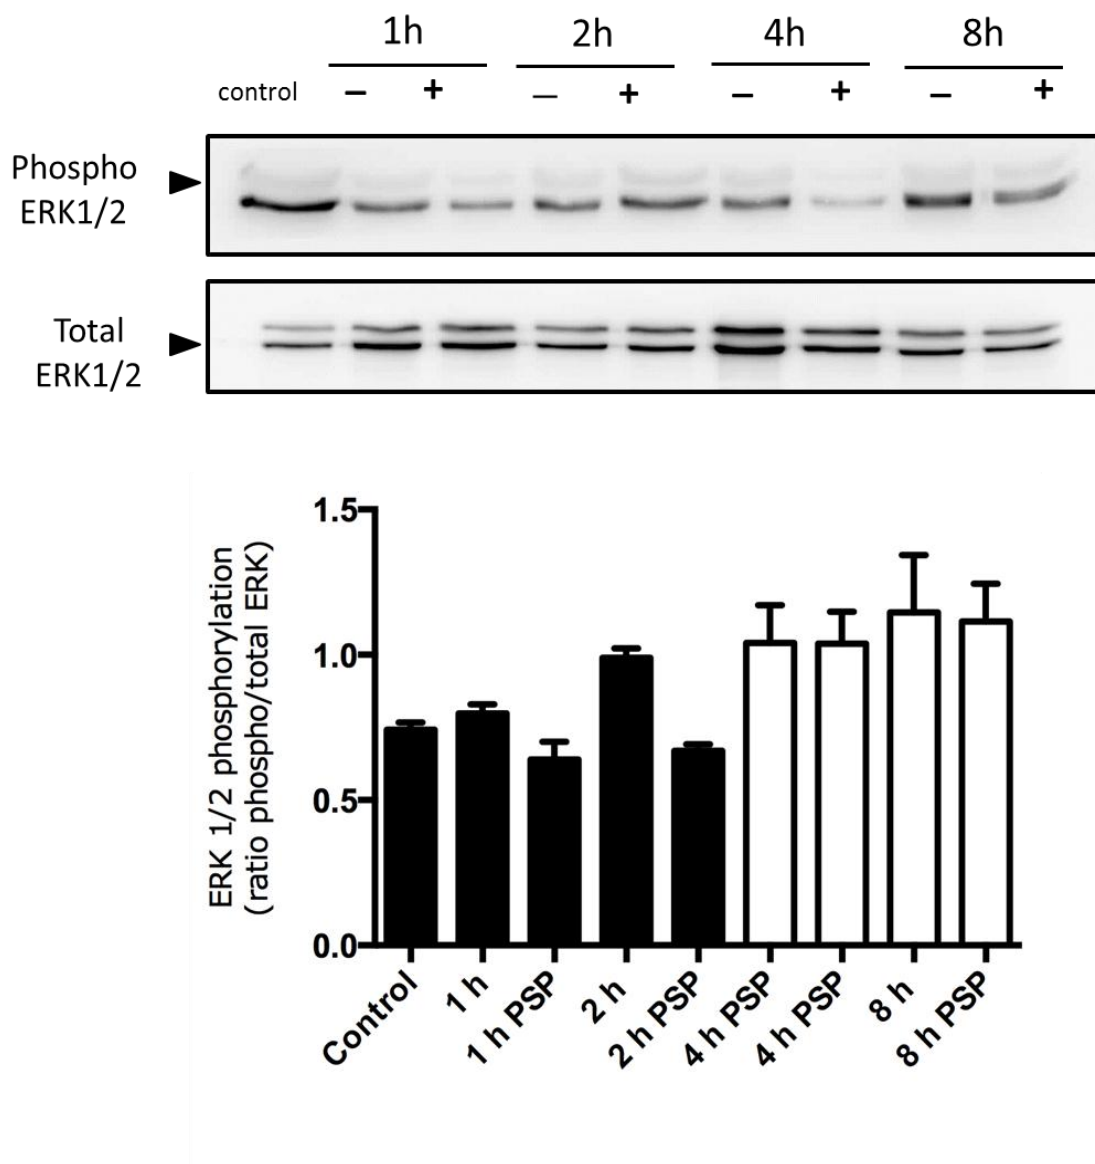 1h 2h 4h 8h
control – + – + – + – +
Phospho
ERK1/2
Total
ERK1/2
ERK 1/2 phosphorylation
(ratio phospho/total ERK)
1.5
1.0
0.5
0.0
Control
1 h
1 h PSP
2 h
2 h PSP
4 h PSP
4 h PSP
8 h
8 h PSP